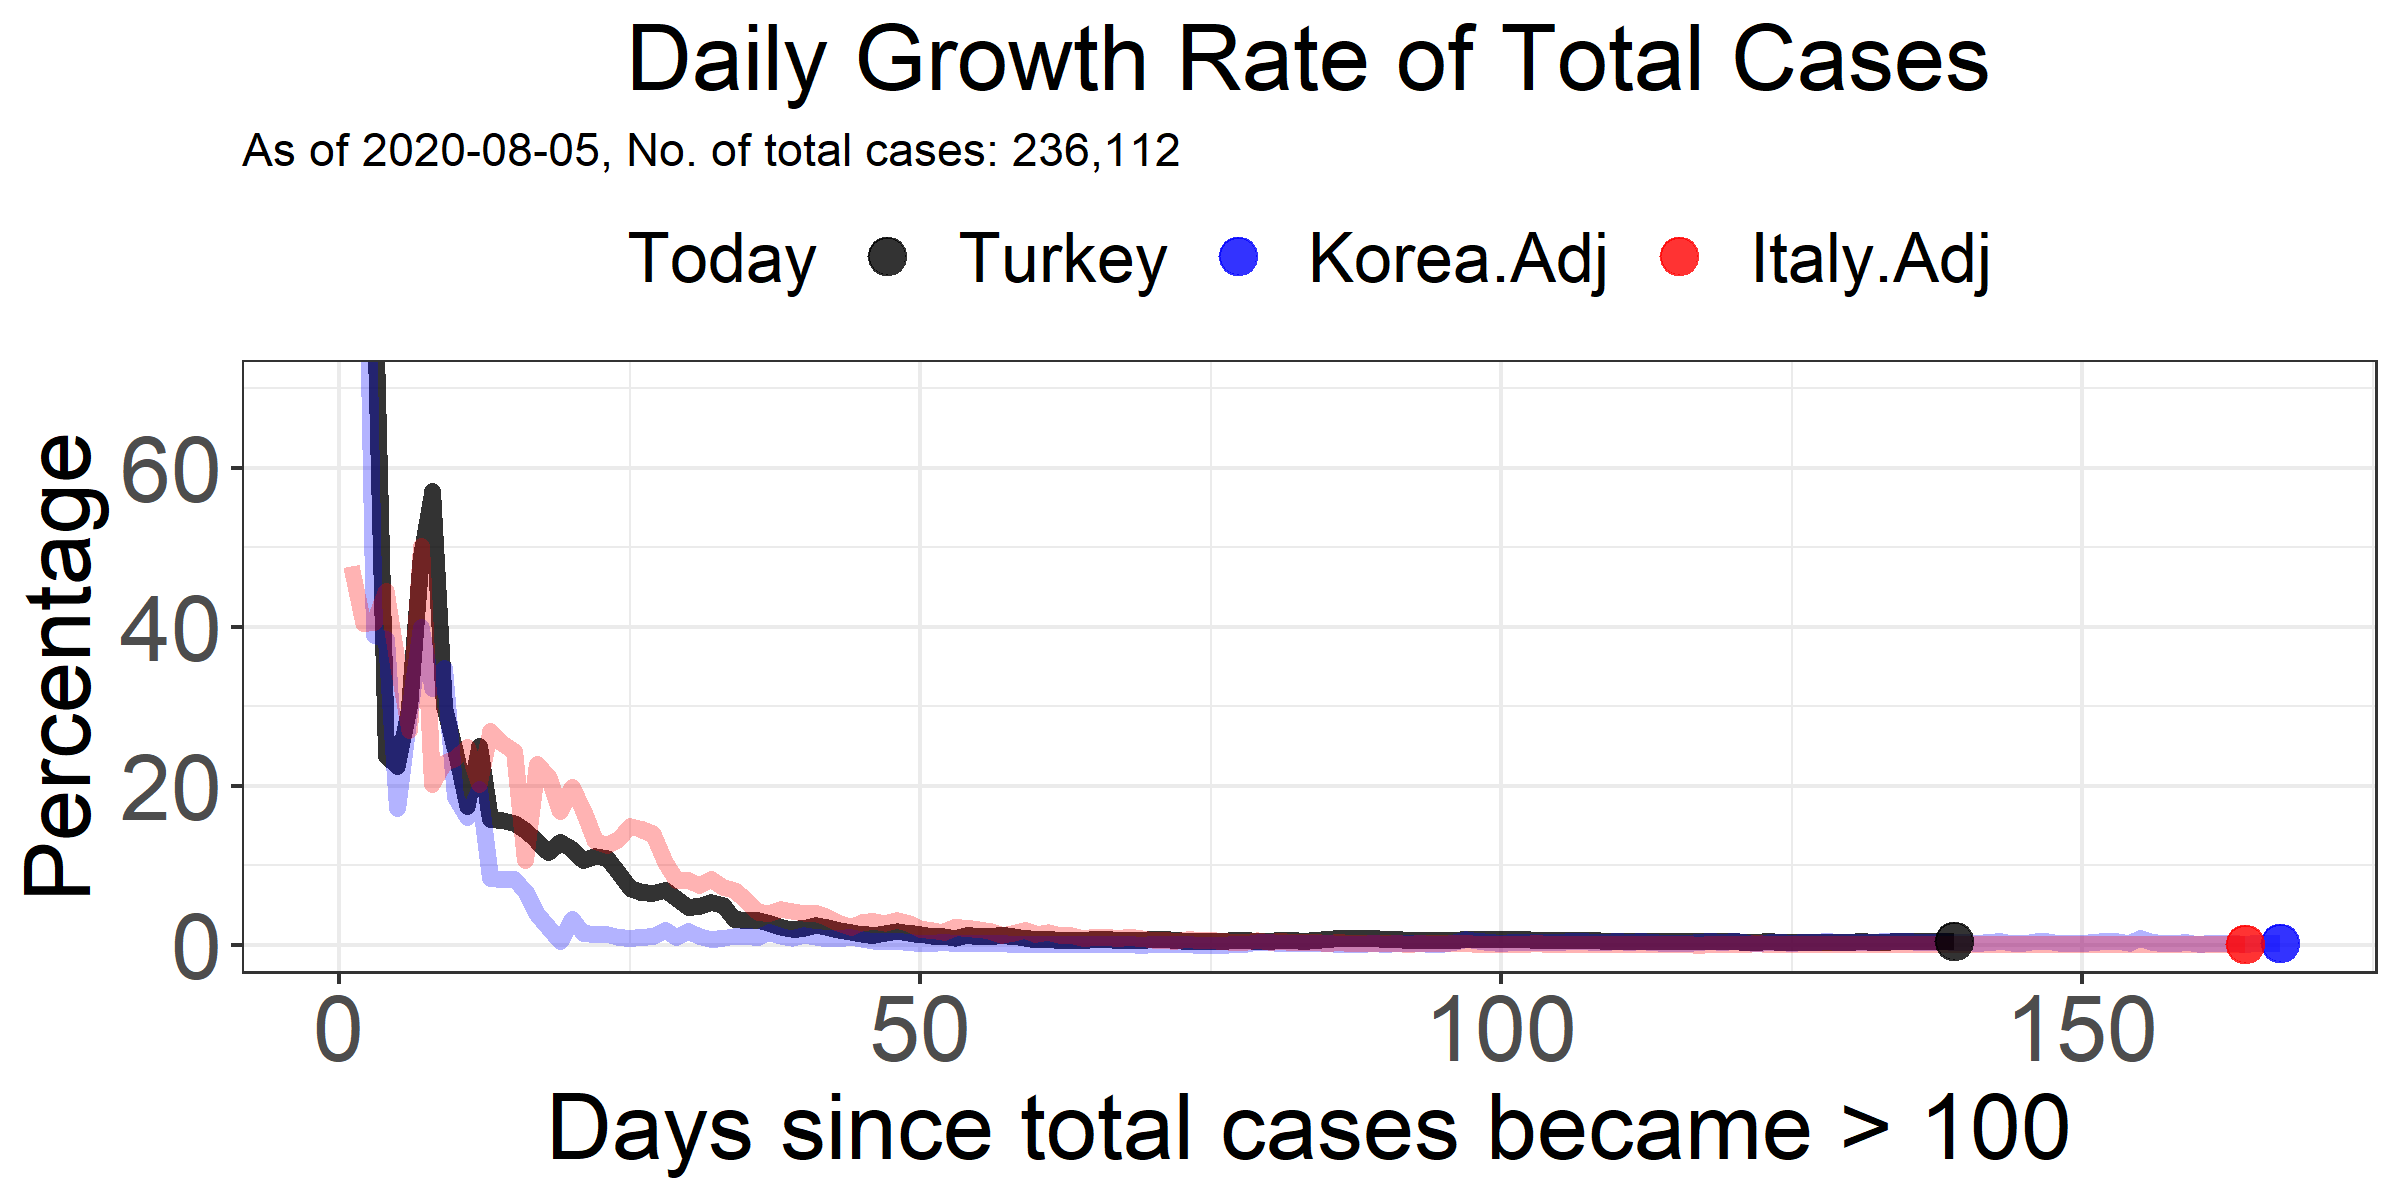 Daily Growth Rate of Total Cases
As of 2020-08-05, No. of total cases: 236,112
Today Turkey Korea.Adj Italy.Adj
Percentage
60
40
20
0
0 50 100 150
Days since total cases became > 100